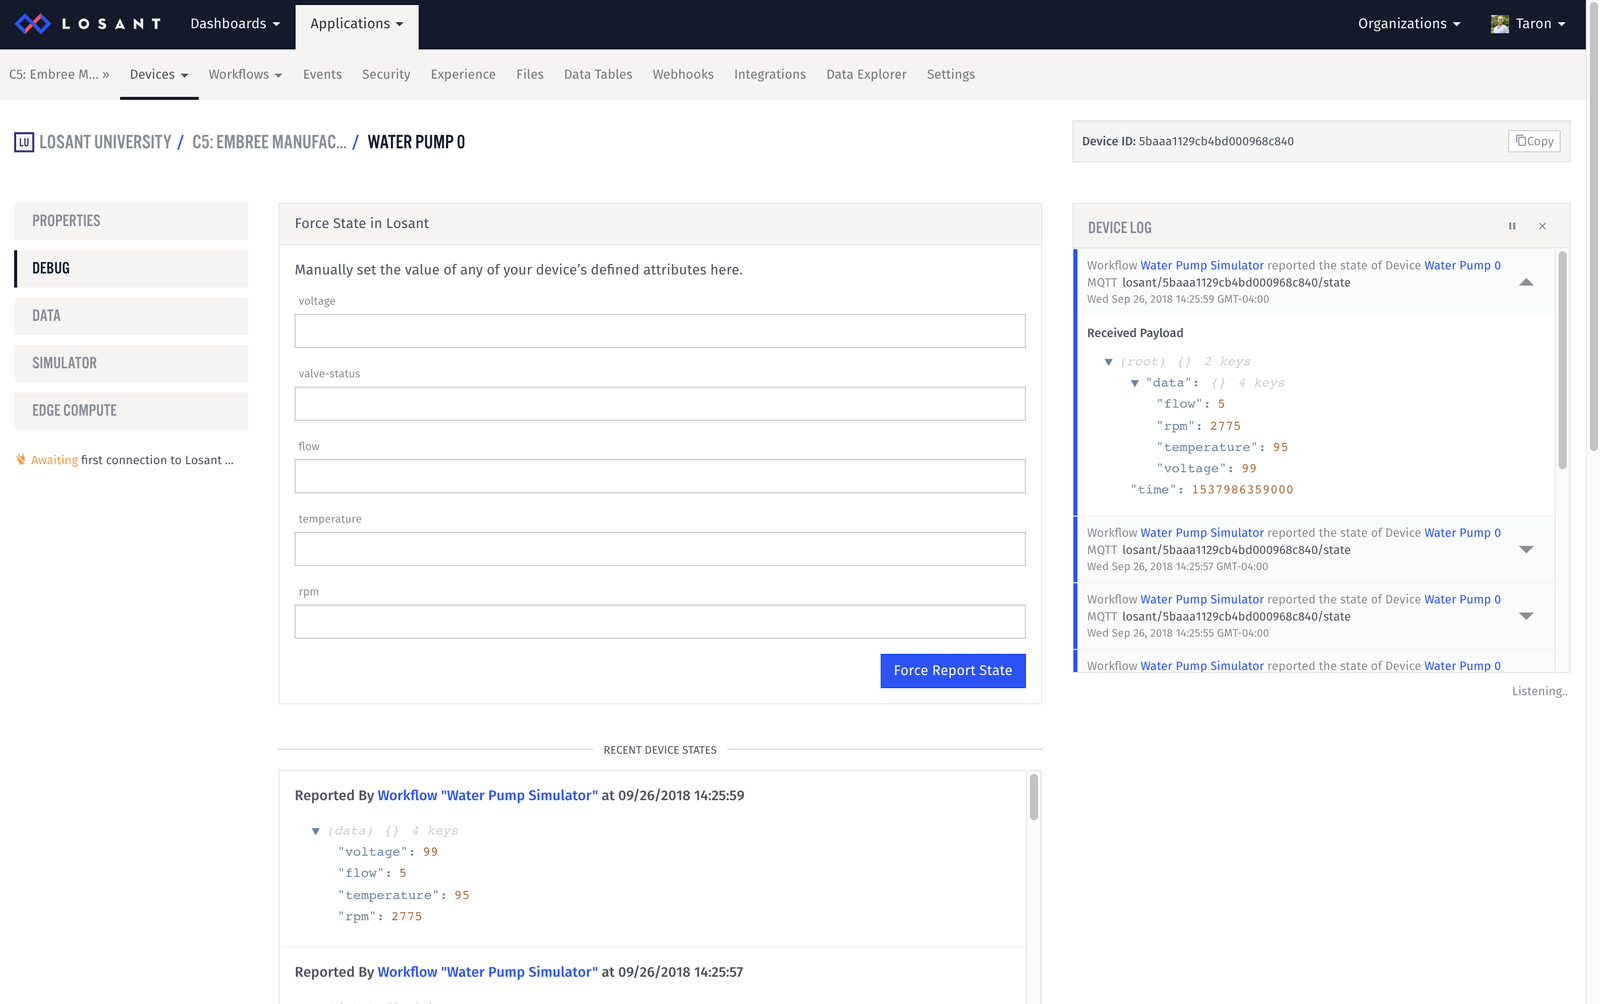 LOSANT Dashboards Applications Organizations Taron
C5: Embree M... » Devices Workflows Events Security Experience Files Data Tables Webhooks Integrations Data Explorer Settings
LU LOSANT UNIVERSITY / C5: EMBREE MANUFAC... / WATER PUMP 0
Device ID: 5baaa1129cb4bd000968c840 Copy
PROPERTIES
DEBUG
DATA
SIMULATOR
EDGE COMPUTE
Awaiting first connection to Losant ...
Force State in Losant
Manually set the value of any of your device's defined attributes here.
voltage
valve-status
flow
temperature
rpm
Force Report State
RECENT DEVICE STATES
Reported By Workflow "Water Pump Simulator" at 09/26/2018 14:25:59
(data) {} 4 keys
"voltage": 99
"flow": 5
"temperature": 95
"rpm": 2775
Reported By Workflow "Water Pump Simulator" at 09/26/2018 14:25:57
DEVICE LOG
Workflow Water Pump Simulator reported the state of Device Water Pump 0
MQTT losant/5baaa1129cb4bd000968c840/state
Wed Sep 26, 2018 14:25:59 GMT-04:00
Received Payload
(root) {} 2 keys
"data": {} 4 keys
"flow": 5
"rpm": 2775
"temperature": 95
"voltage": 99
"time": 1537986359000
Workflow Water Pump Simulator reported the state of Device Water Pump 0
MQTT losant/5baaa1129cb4bd000968c840/state
Wed Sep 26, 2018 14:25:57 GMT-04:00
Workflow Water Pump Simulator reported the state of Device Water Pump 0
MQTT losant/5baaa1129cb4bd000968c840/state
Wed Sep 26, 2018 14:25:55 GMT-04:00
Workflow Water Pump Simulator reported the state of Device Water Pump 0
Listening..